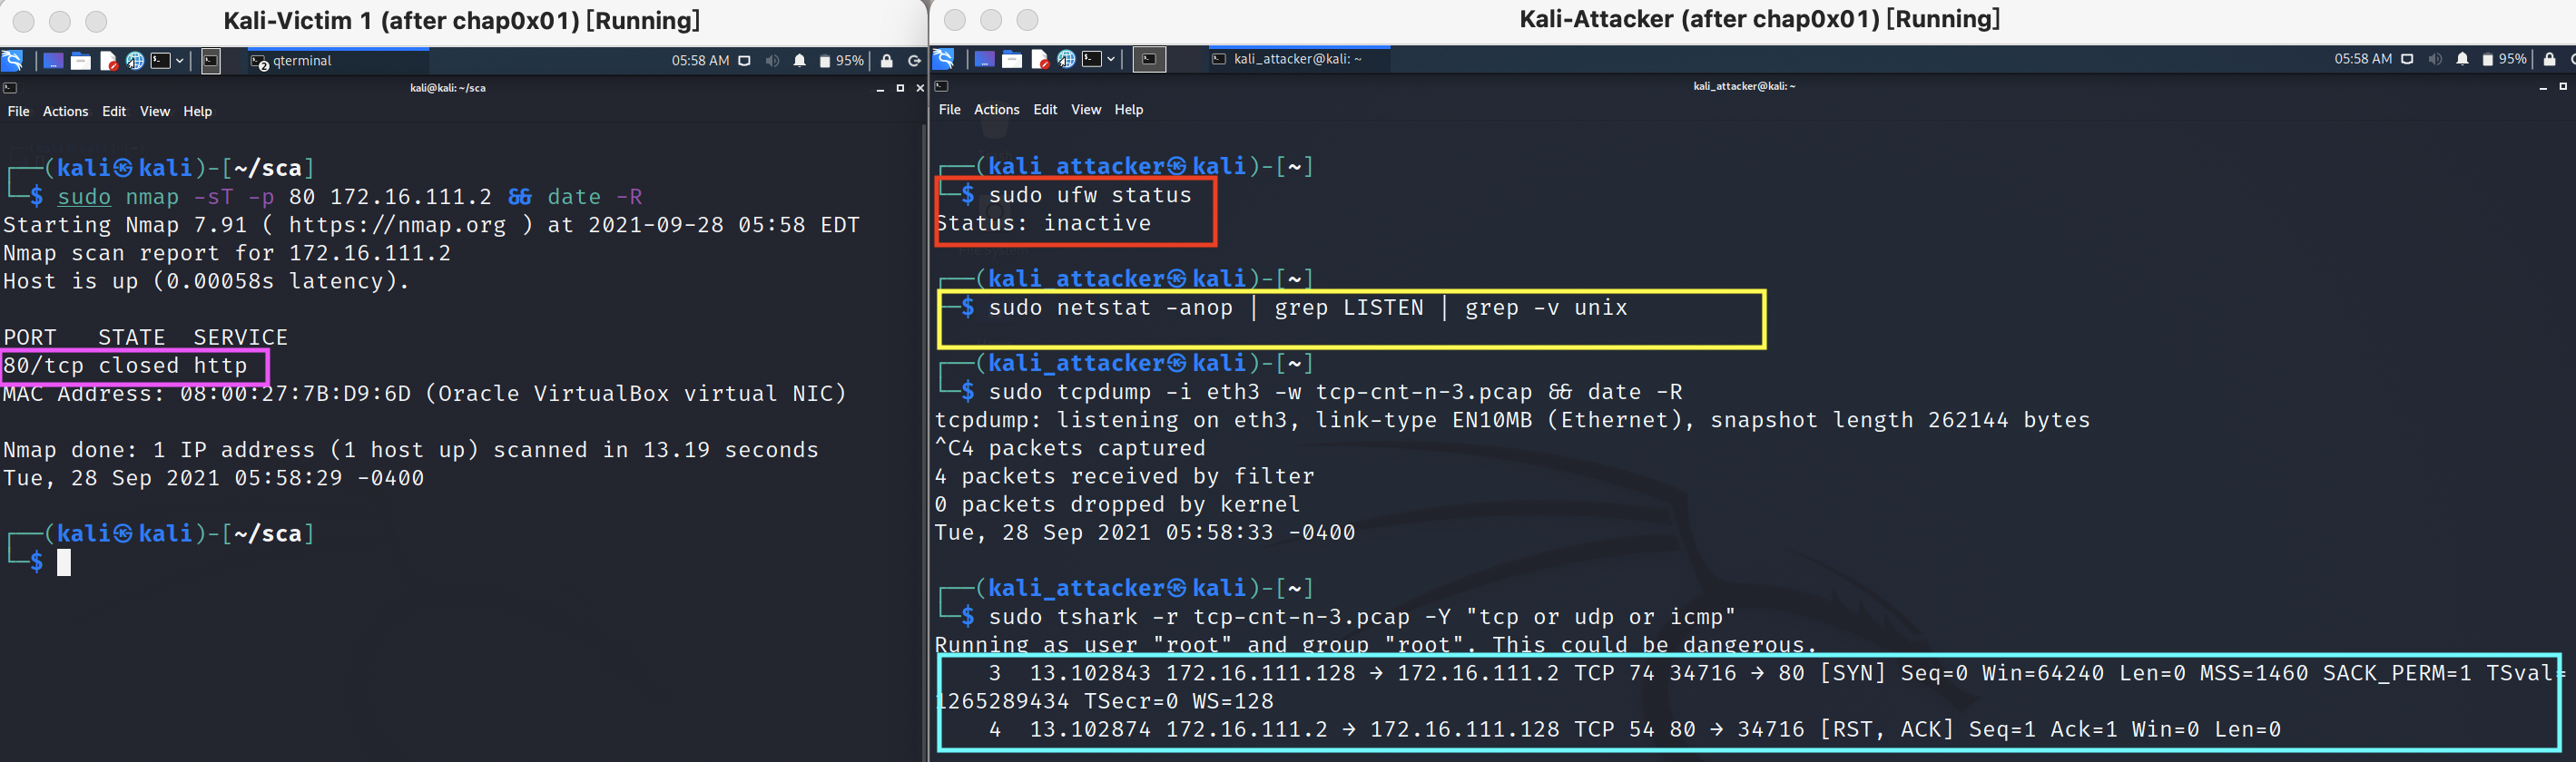 Kali-Victim 1 (after chap0x01) [Running]
qterminal
05:58 AM
95%
kali@kali: ~/sca
File Actions Edit View Help
┌──(kali㉿kali)-[~/sca]
└─$ sudo nmap -sT -p 80 172.16.111.2 && date -R
Starting Nmap 7.91 ( https://nmap.org ) at 2021-09-28 05:58 EDT
Nmap scan report for 172.16.111.2
Host is up (0.00058s latency).
PORT   STATE  SERVICE
80/tcp closed http
MAC Address: 08:00:27:7B:D9:6D (Oracle VirtualBox virtual NIC)
Nmap done: 1 IP address (1 host up) scanned in 13.19 seconds
Tue, 28 Sep 2021 05:58:29 -0400
┌──(kali㉿kali)-[~/sca]
└─$
Kali-Attacker (after chap0x01) [Running]
kali_attacker@kali: ~
05:58 AM
95%
kali_attacker@kali: ~
File Actions Edit View Help
┌──(kali_attacker㉿kali)-[~]
└─$ sudo ufw status
Status: inactive
┌──(kali_attacker㉿kali)-[~]
└─$ sudo netstat -anop | grep LISTEN | grep -v unix
┌──(kali_attacker㉿kali)-[~]
└─$ sudo tcpdump -i eth3 -w tcp-cnt-n-3.pcap && date -R
tcpdump: listening on eth3, link-type EN10MB (Ethernet), snapshot length 262144 bytes
^C4 packets captured
4 packets received by filter
0 packets dropped by kernel
Tue, 28 Sep 2021 05:58:33 -0400
┌──(kali_attacker㉿kali)-[~]
└─$ sudo tshark -r tcp-cnt-n-3.pcap -Y "tcp or udp or icmp"
Running as user "root" and group "root". This could be dangerous.
3  13.102843 172.16.111.128 → 172.16.111.2 TCP 74 34716 → 80 [SYN] Seq=0 Win=64240 Len=0 MSS=1460 SACK_PERM=1 TSval=
1265289434 TSecr=0 WS=128
4  13.102874 172.16.111.2 → 172.16.111.128 TCP 54 80 → 34716 [RST, ACK] Seq=1 Ack=1 Win=0 Len=0